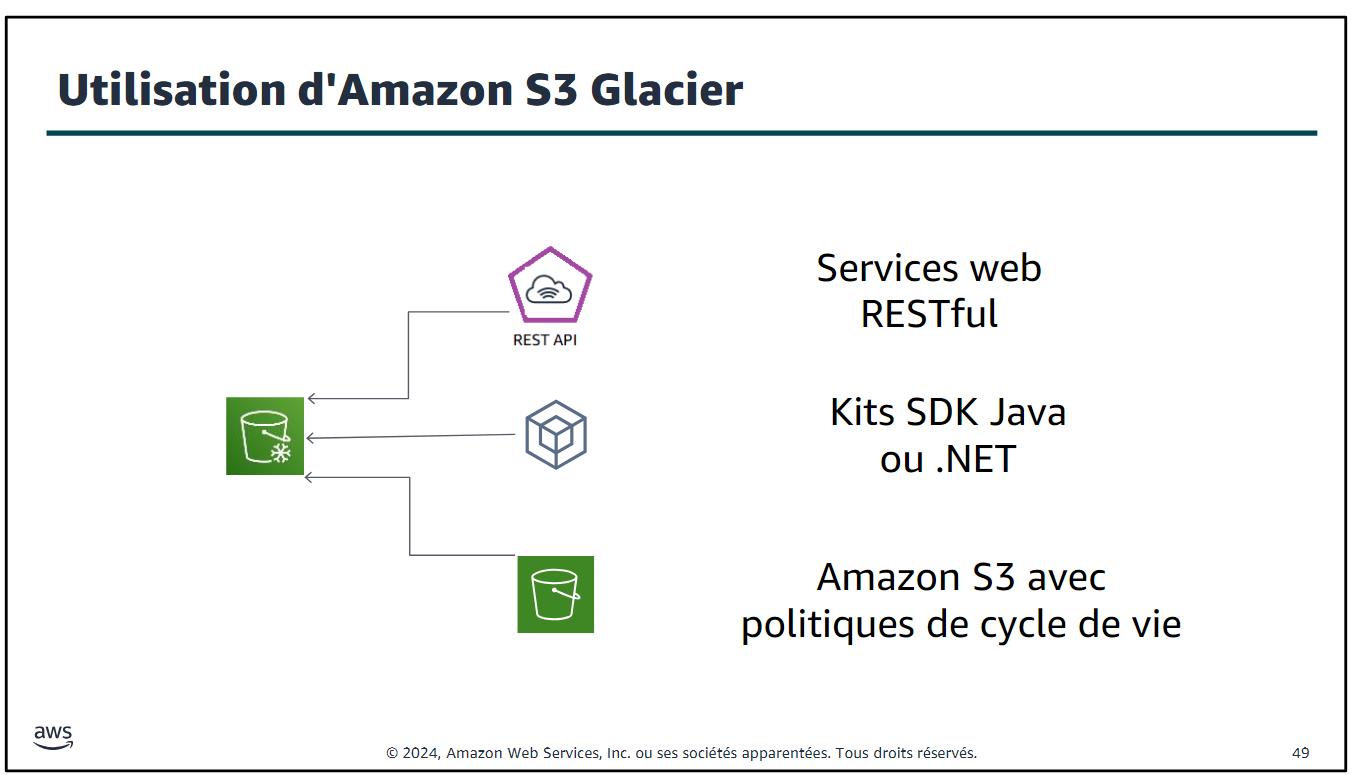 Utilisation d'Amazon S3 Glacier
REST API
Services web
RESTful
Kits SDK Java
ou .NET
Amazon S3 avec
politiques de cycle de vie
aws
© 2024, Amazon Web Services, Inc. ou ses sociétés apparentées. Tous droits réservés.
49